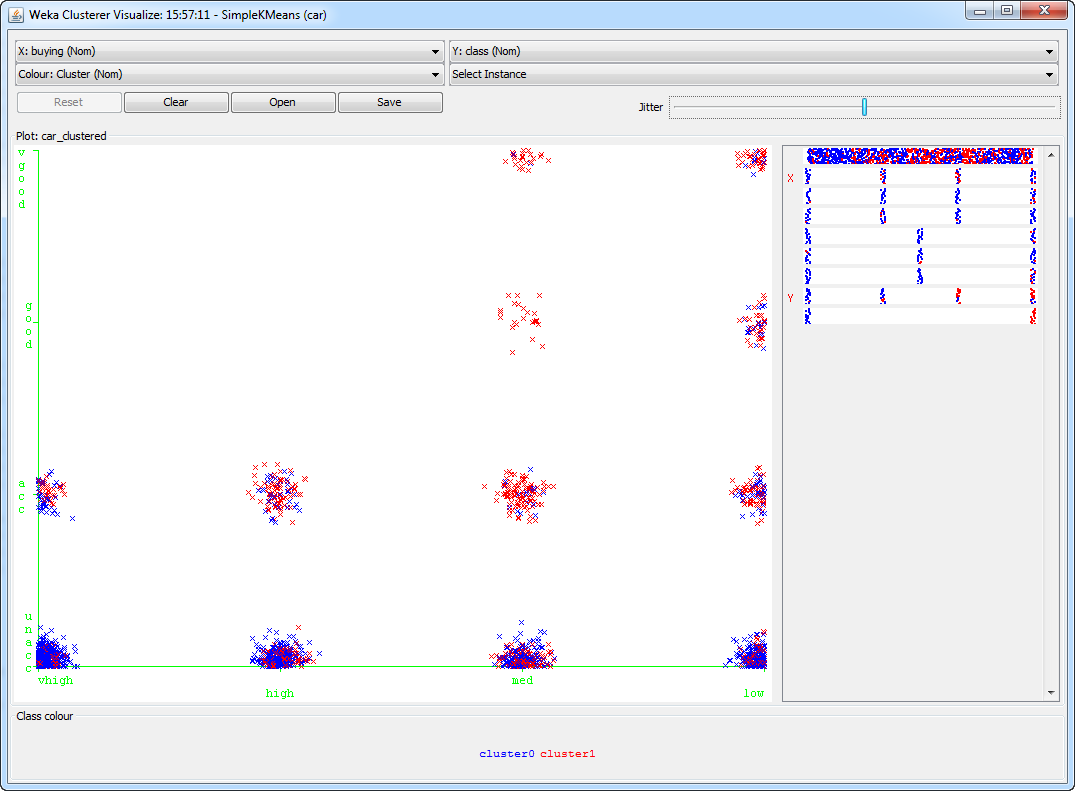 Weka Clusterer Visualize: 15:57:11 - SimpleKMeans (car)
X: buying (Nom)
Y: class (Nom)
Colour: Cluster (Nom)
Select Instance
Reset
Clear
Open
Save
Jitter
Plot: car_clustered
vgood
good
acc
unacc
vhigh
high
med
low
X
Y
Class colour
cluster0 cluster1